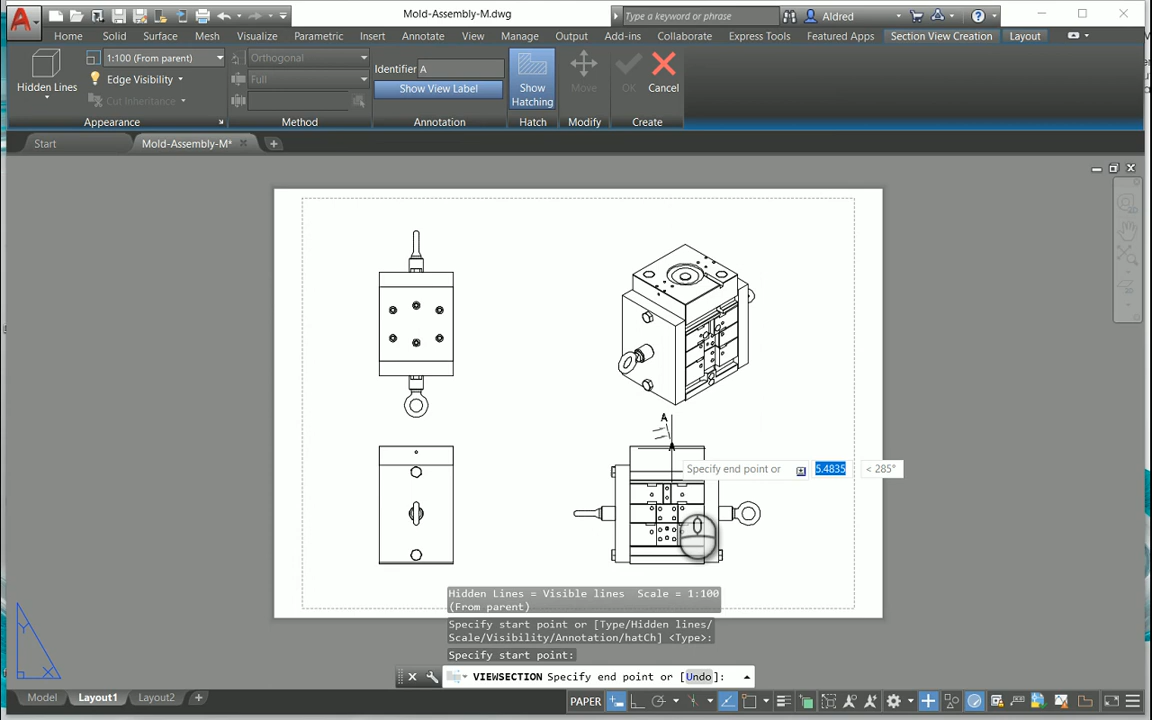 Mold-Assembly-M.dwg
Type a keyword or phrase
Aldred
Home Solid Surface Mesh Visualize Parametric Insert Annotate View Manage Output Add-ins Collaborate Express Tools Featured Apps Section View Creation Layout
1:100 (From parent)
Edge Visibility
Cut Inheritance
Hidden Lines
Appearance
Orthogonal
Full
Method
Identifier A
Show View Label
Annotation
Show Hatching
Hatch
Move
Modify
OK
Cancel
Create
Start Mold-Assembly-M*
A
A
Specify end point or 5.4835 < 285°
Hidden Lines = Visible lines Scale = 1:100
(From parent)
Specify start point or [Type/Hidden lines/
Scale/Visibility/Annotation/hatCh] <Type>:
Specify start point:
VIEWSECTION Specify end point or [Undo]:
Y
X
Model Layout1 Layout2
PAPER